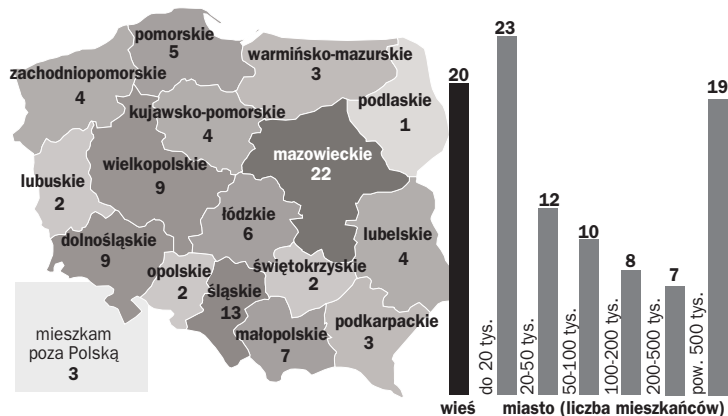 pomorskie
5
warmińsko-mazurskie
3
zachodniopomorskie
4
podlaskie
1
kujawsko-pomorskie
4
mazowieckie
22
wielkopolskie
9
lubuskie
2
łódzkie
6
lubelskie
4
dolnośląskie
9
opolskie
2
świętokrzyskie
2
śląskie
13
małopolskie
7
podkarpackie
3
mieszkam
poza Polską
3
20
23
12
10
8
7
19
do 20 tys.
20-50 tys.
50-100 tys.
100-200 tys.
200-500 tys.
pow. 500 tys.
wieś
miasto (liczba mieszkańców)